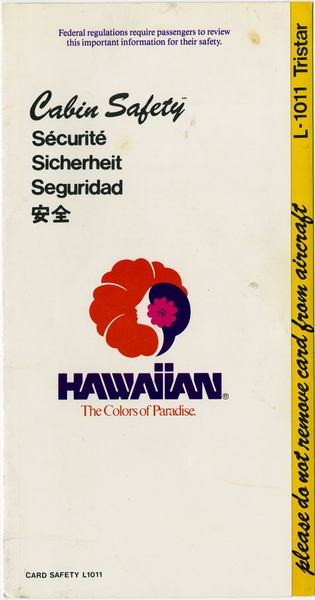 Federal regulations require passengers to review
this important information for their safety.
Cabin Safety
Sécurité
Sicherheit
Seguridad
安全
HAWAIIAN®
The Colors of Paradise.
CARD SAFETY L1011
L-1011 Tristar
please do not remove card from aircraft